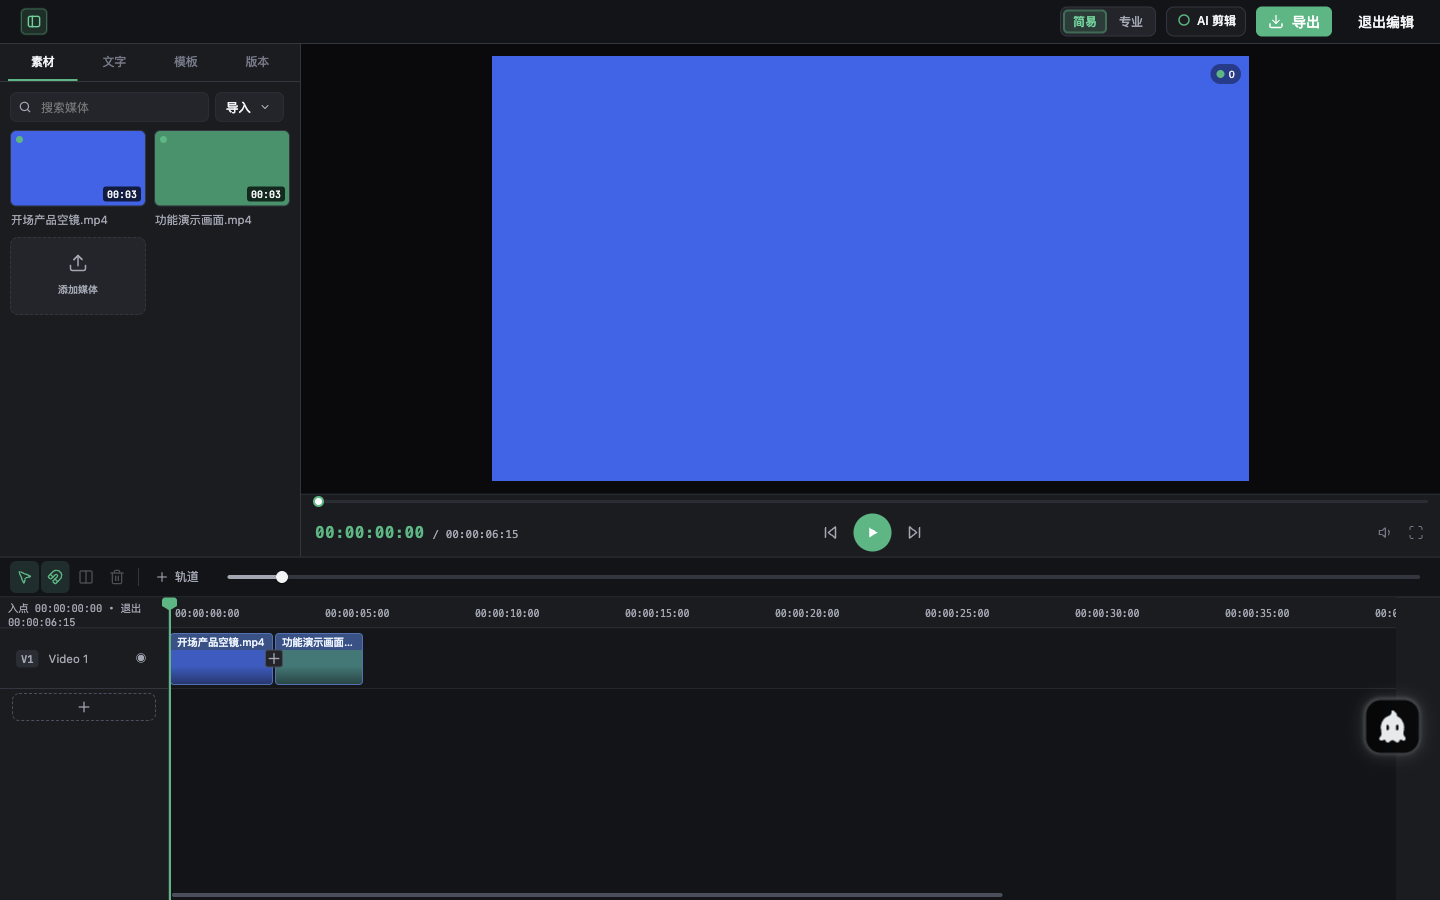 简易 专业 AI 剪辑 导出 退出编辑
素材 文字 模板 版本
搜索媒体 导入
00:03 00:03
开场产品空镜.mp4 功能演示画面.mp4
添加媒体
0
00:00:00:00 / 00:00:06:15
轨道
入点 00:00:00:00 • 退出
00:00:06:15
00:00:00:00 00:00:05:00 00:00:10:00 00:00:15:00 00:00:20:00 00:00:25:00 00:00:30:00 00:00:35:00 00:0
V1 Video 1
开场产品空镜.mp4 功能演示画面...